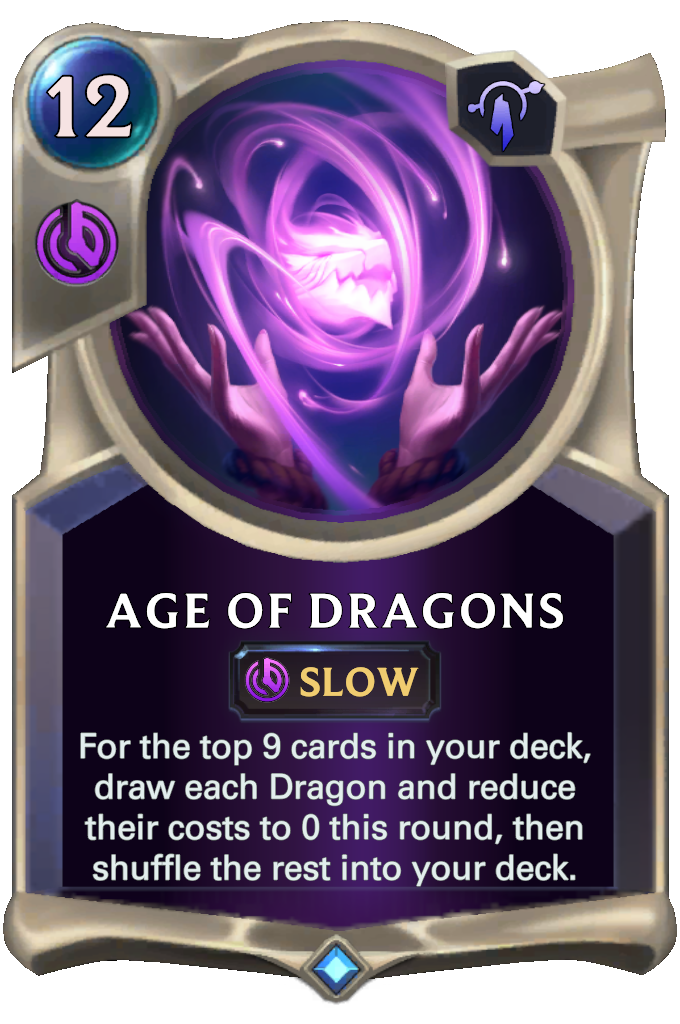 12
AGE OF DRAGONS
SLOW
For the top 9 cards in your deck,
draw each Dragon and reduce
their costs to 0 this round, then
shuffle the rest into your deck.